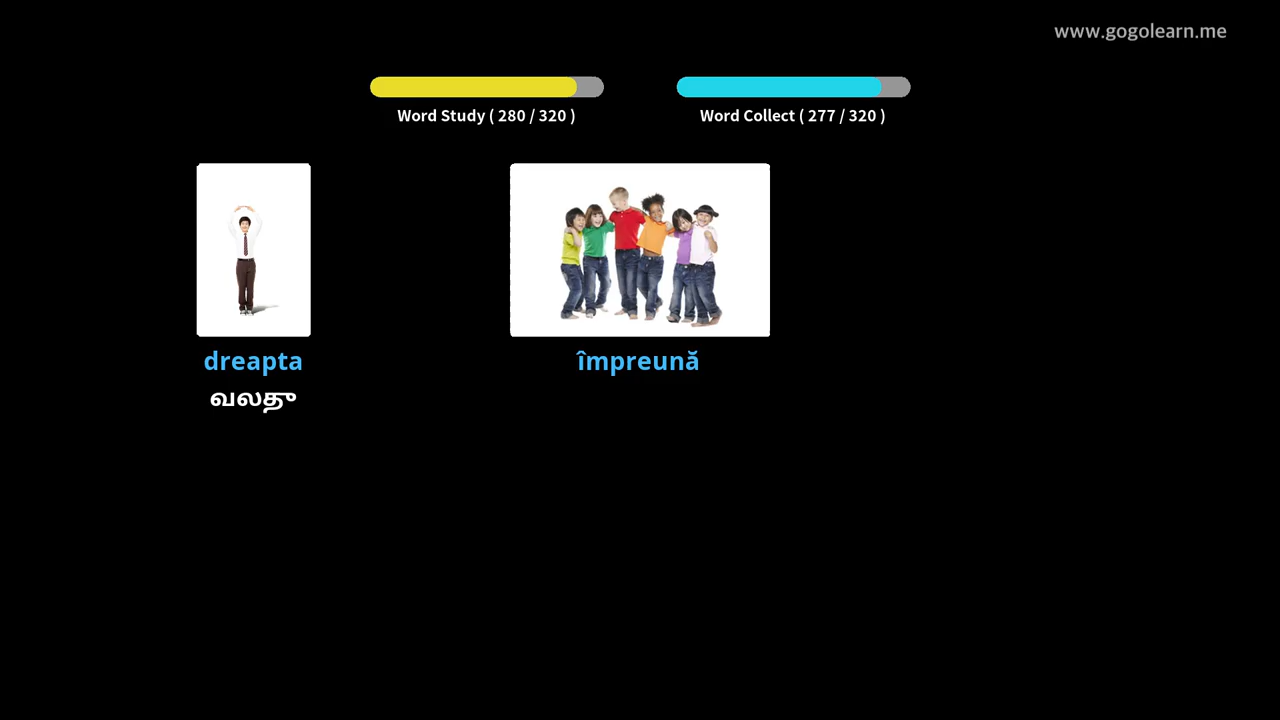 www.gogolearn.me
Word Study ( 280 / 320 )
Word Collect ( 277 / 320 )
dreapta
வலது
împreună